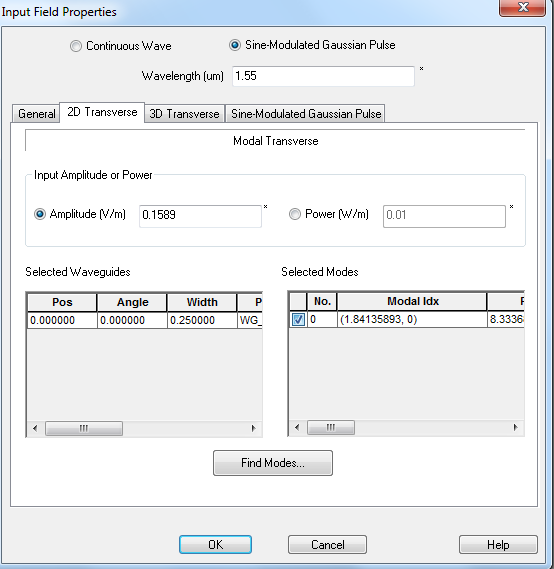 Input Field Properties
Continuous Wave
Sine-Modulated Gaussian Pulse
Wavelength (um)
1.55
*
General
2D Transverse
3D Transverse
Sine-Modulated Gaussian Pulse
Modal Transverse
Input Amplitude or Power
Amplitude (V/m)
0.1589
*
Power (W/m)
0.01
*
Selected Waveguides
Pos Angle Width P
0.000000 0.000000 0.250000 WG_
Selected Modes
No. Modal Idx
0 (1.84135893, 0) 8.3336
Find Modes...
OK
Cancel
Help